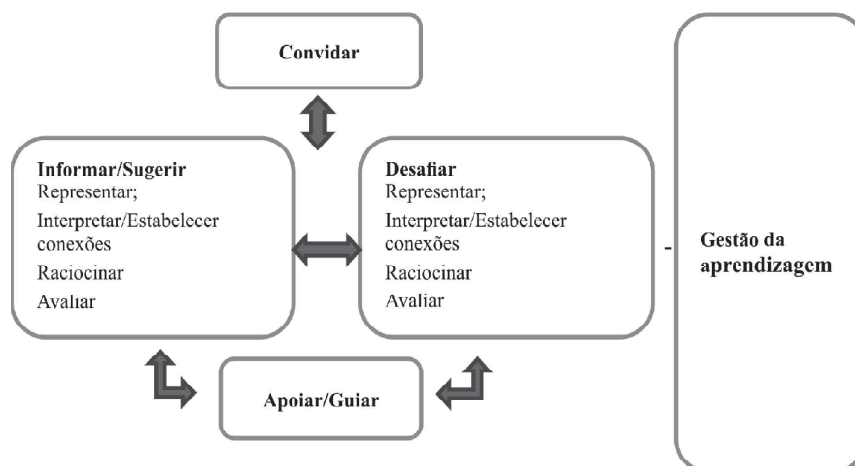 Convidar
Informar/Sugerir
Representar;
Interpretar/Estabelecer
conexões
Raciocinar
Avaliar
Desafiar
Representar;
Interpretar/Estabelecer
conexões
Raciocinar
Avaliar
-
Gestão da
aprendizagem
Apoiar/Guiar